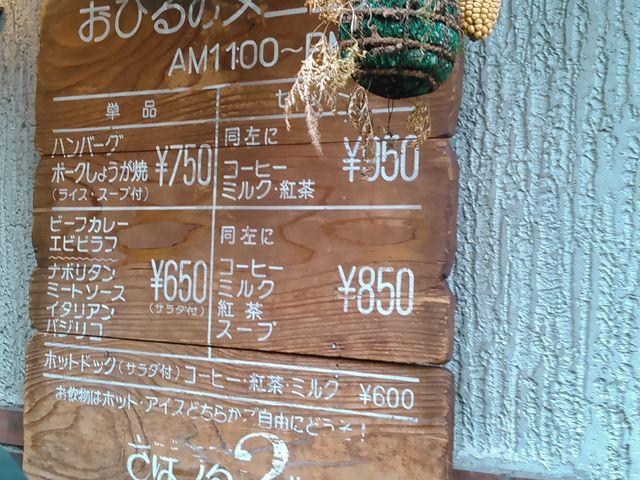 おひるのメニュー
AM11:00～PM
単品
ハンバーグ
ポークしょうが焼
(ライス・スープ付)
¥750
同左に
コーヒー
ミルク・紅茶
¥950
ビーフカレー
エビピラフ
ナポリタン
ミートソース
イタリアン
バジリコ
¥650
(サラダ付)
同左に
コーヒー
ミルク
紅茶
スープ
¥850
ホットドック(サラダ付)コーヒー・紅茶・ミルク ¥600
お飲物はホット・アイスどちらかご自由にどうぞ!